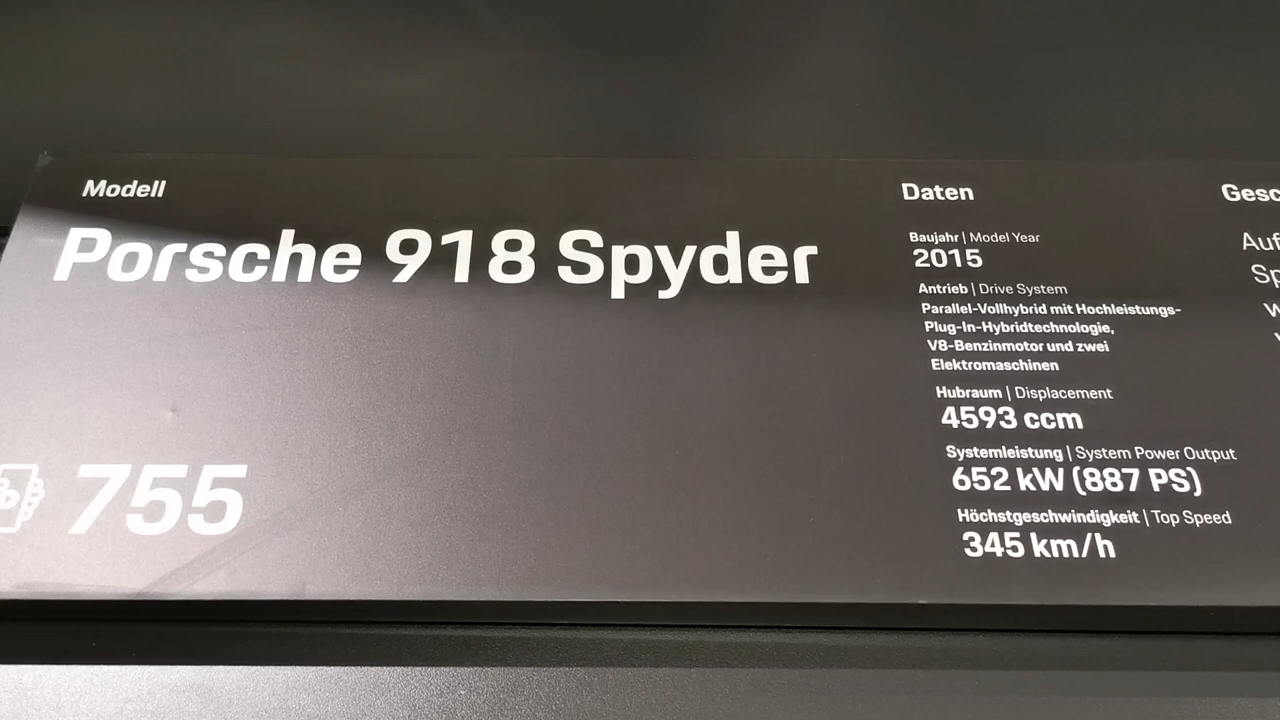 Modell
Porsche 918 Spyder
755
Daten
Baujahr | Model Year
2015
Antrieb | Drive System
Parallel-Vollhybrid mit Hochleistungs-
Plug-In-Hybridtechnologie,
V8-Benzinmotor und zwei
Elektromaschinen
Hubraum | Displacement
4593 ccm
Systemleistung | System Power Output
652 kW (887 PS)
Höchstgeschwindigkeit | Top Speed
345 km/h